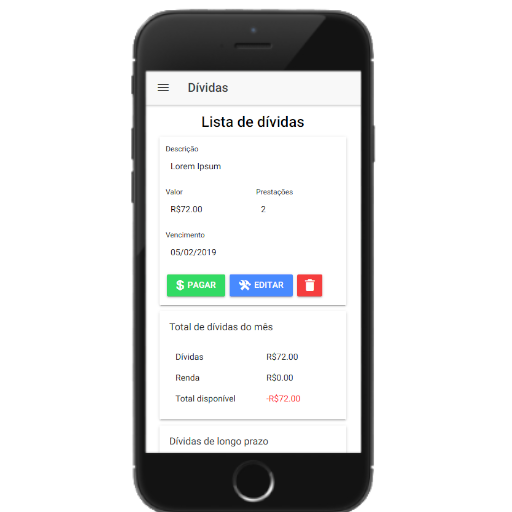 Dívidas
Lista de dívidas
Descrição
Lorem Ipsum
Valor Prestações
R$72.00 2
Vencimento
05/02/2019
PAGAR EDITAR
Total de dívidas do mês
Dívidas R$72.00
Renda R$0.00
Total disponível -R$72.00
Dívidas de longo prazo